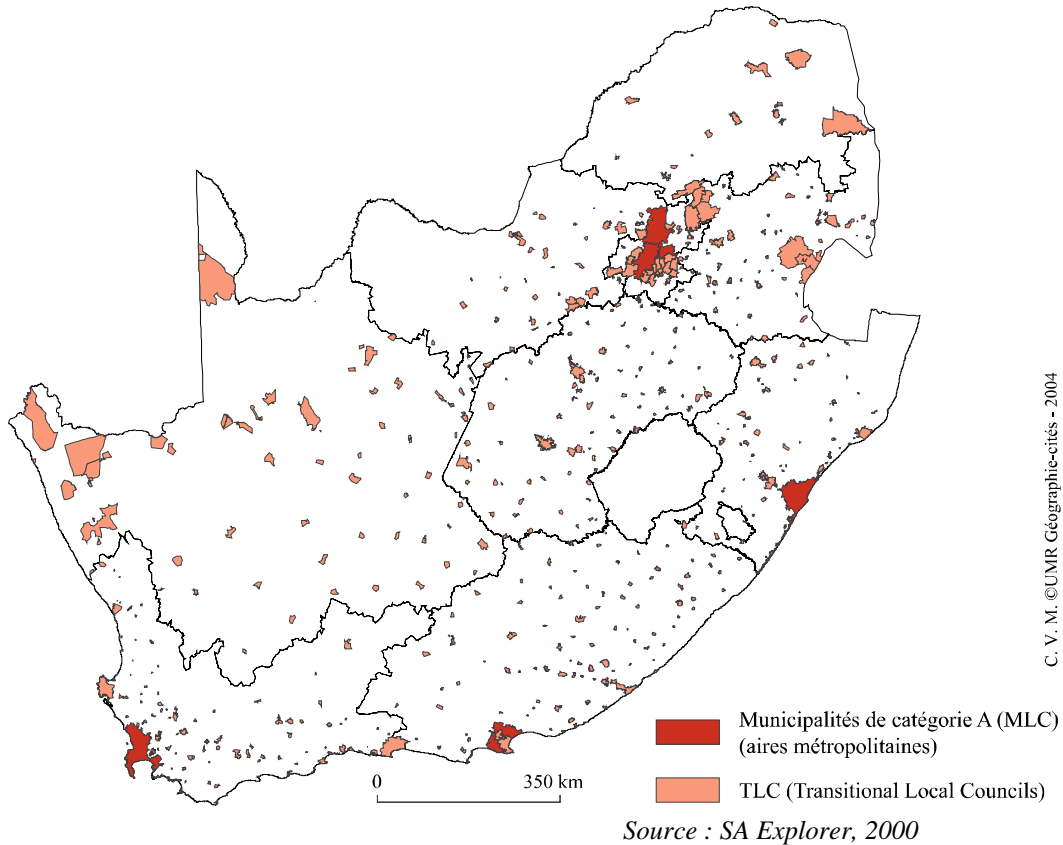 C. V. M. ©UMR Géographie-cités - 2004
Municipalités de catégorie A (MLC)
(aires métropolitaines)
0 350 km
TLC (Transitional Local Councils)
Source : SA Explorer, 2000